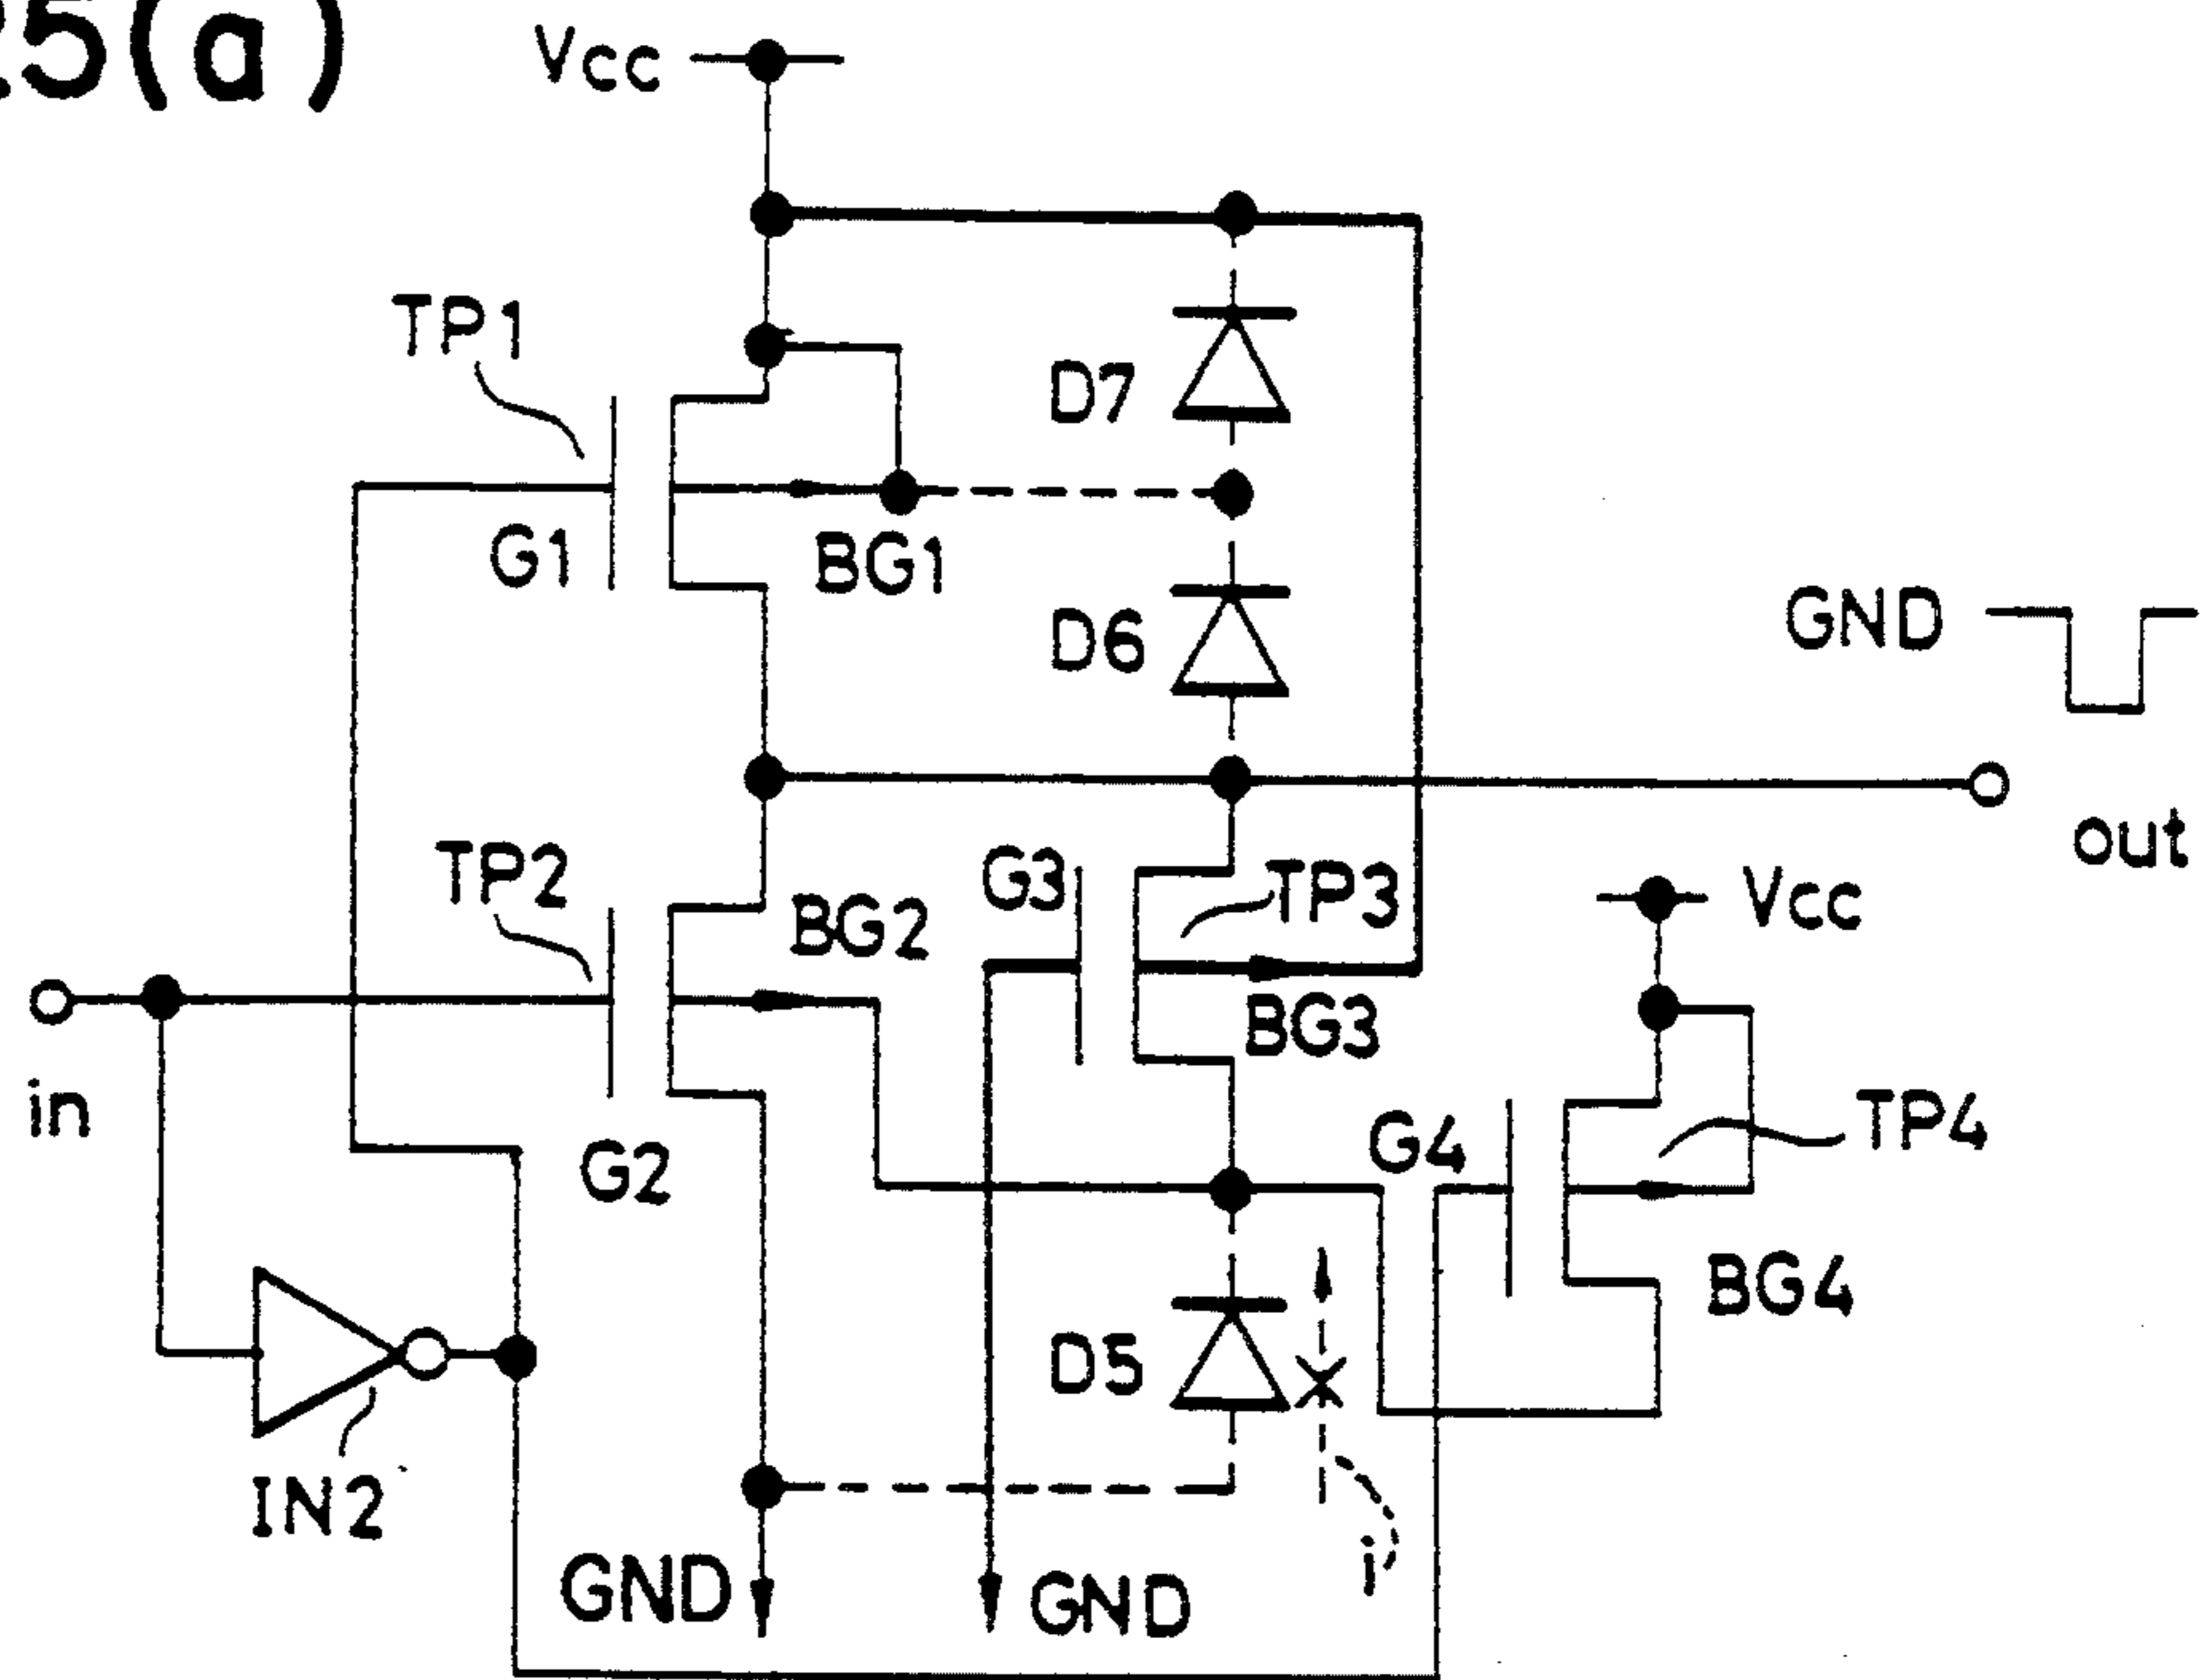 25(a)
Vcc
TP1
D7
G1
BG1
D6
GND
out
TP2
BG2
G3
TP3
Vcc
BG3
in
G2
G4
TP4
BG4
D5
IN2
i
GND
GND